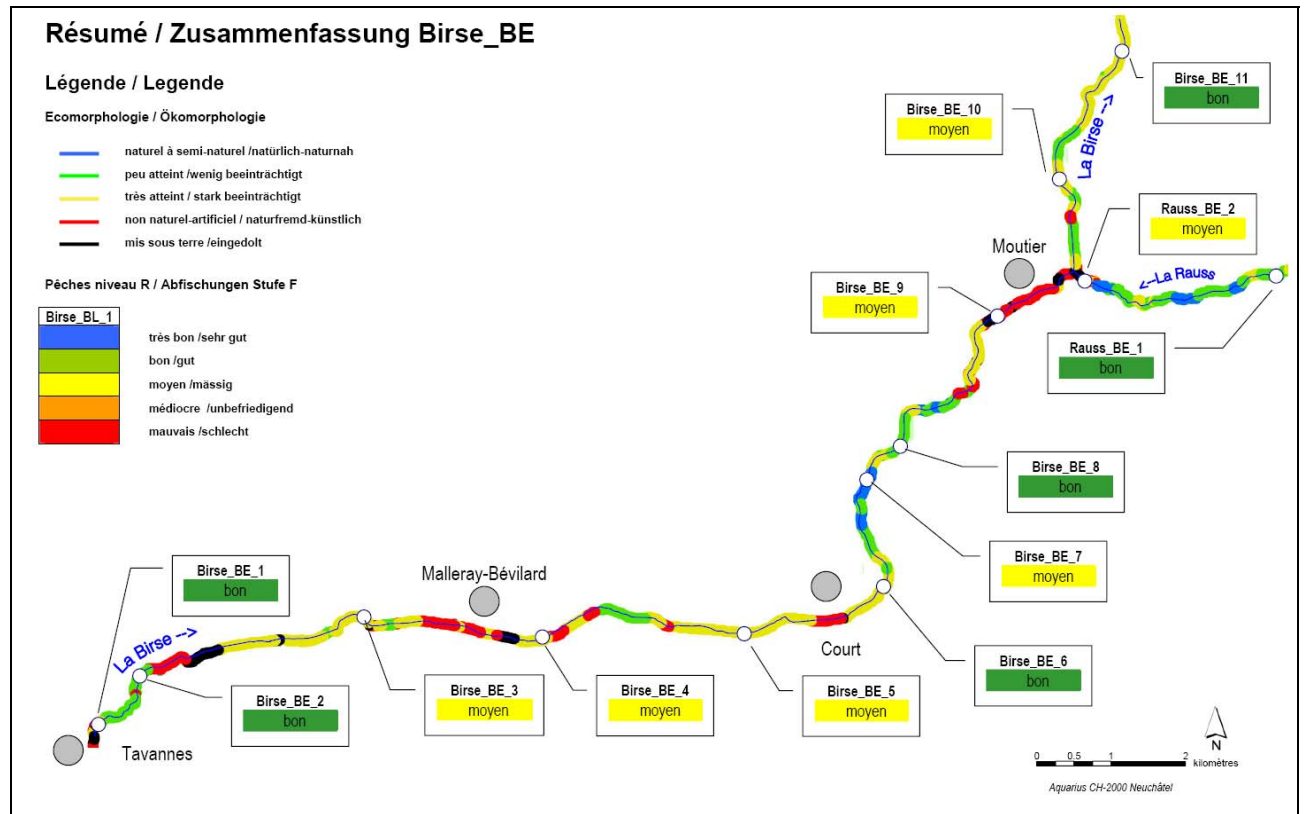 Résumé / Zusammenfassung Birse_BE
Légende / Legende
Ecomorphologie / Ökomorphologie
naturel à semi-naturel /natürlich-naturnah
peu atteint /wenig beeinträchtigt
très atteint / stark beeinträchtigt
non naturel-artificiel / naturfremd-künstlich
mis sous terre /eingedolt
Pêches niveau R / Abfischungen Stufe F
Birse_BL_1
très bon /sehr gut
bon /gut
moyen /mässig
médiocre /unbefriedigend
mauvais /schlecht
Birse_BE_11
bon
Birse_BE_10
moyen
La Birse -->
Rauss_BE_2
moyen
Moutier
<--La Rauss
Birse_BE_9
moyen
Rauss_BE_1
bon
Birse_BE_8
bon
Birse_BE_7
moyen
Birse_BE_1
bon
Malleray-Bévilard
La Birse -->
Court
Birse_BE_6
bon
Birse_BE_2
bon
Birse_BE_3
moyen
Birse_BE_4
moyen
Birse_BE_5
moyen
Tavannes
N
0 0.5 1 2
kilomètres
Aquarius CH-2000 Neuchâtel